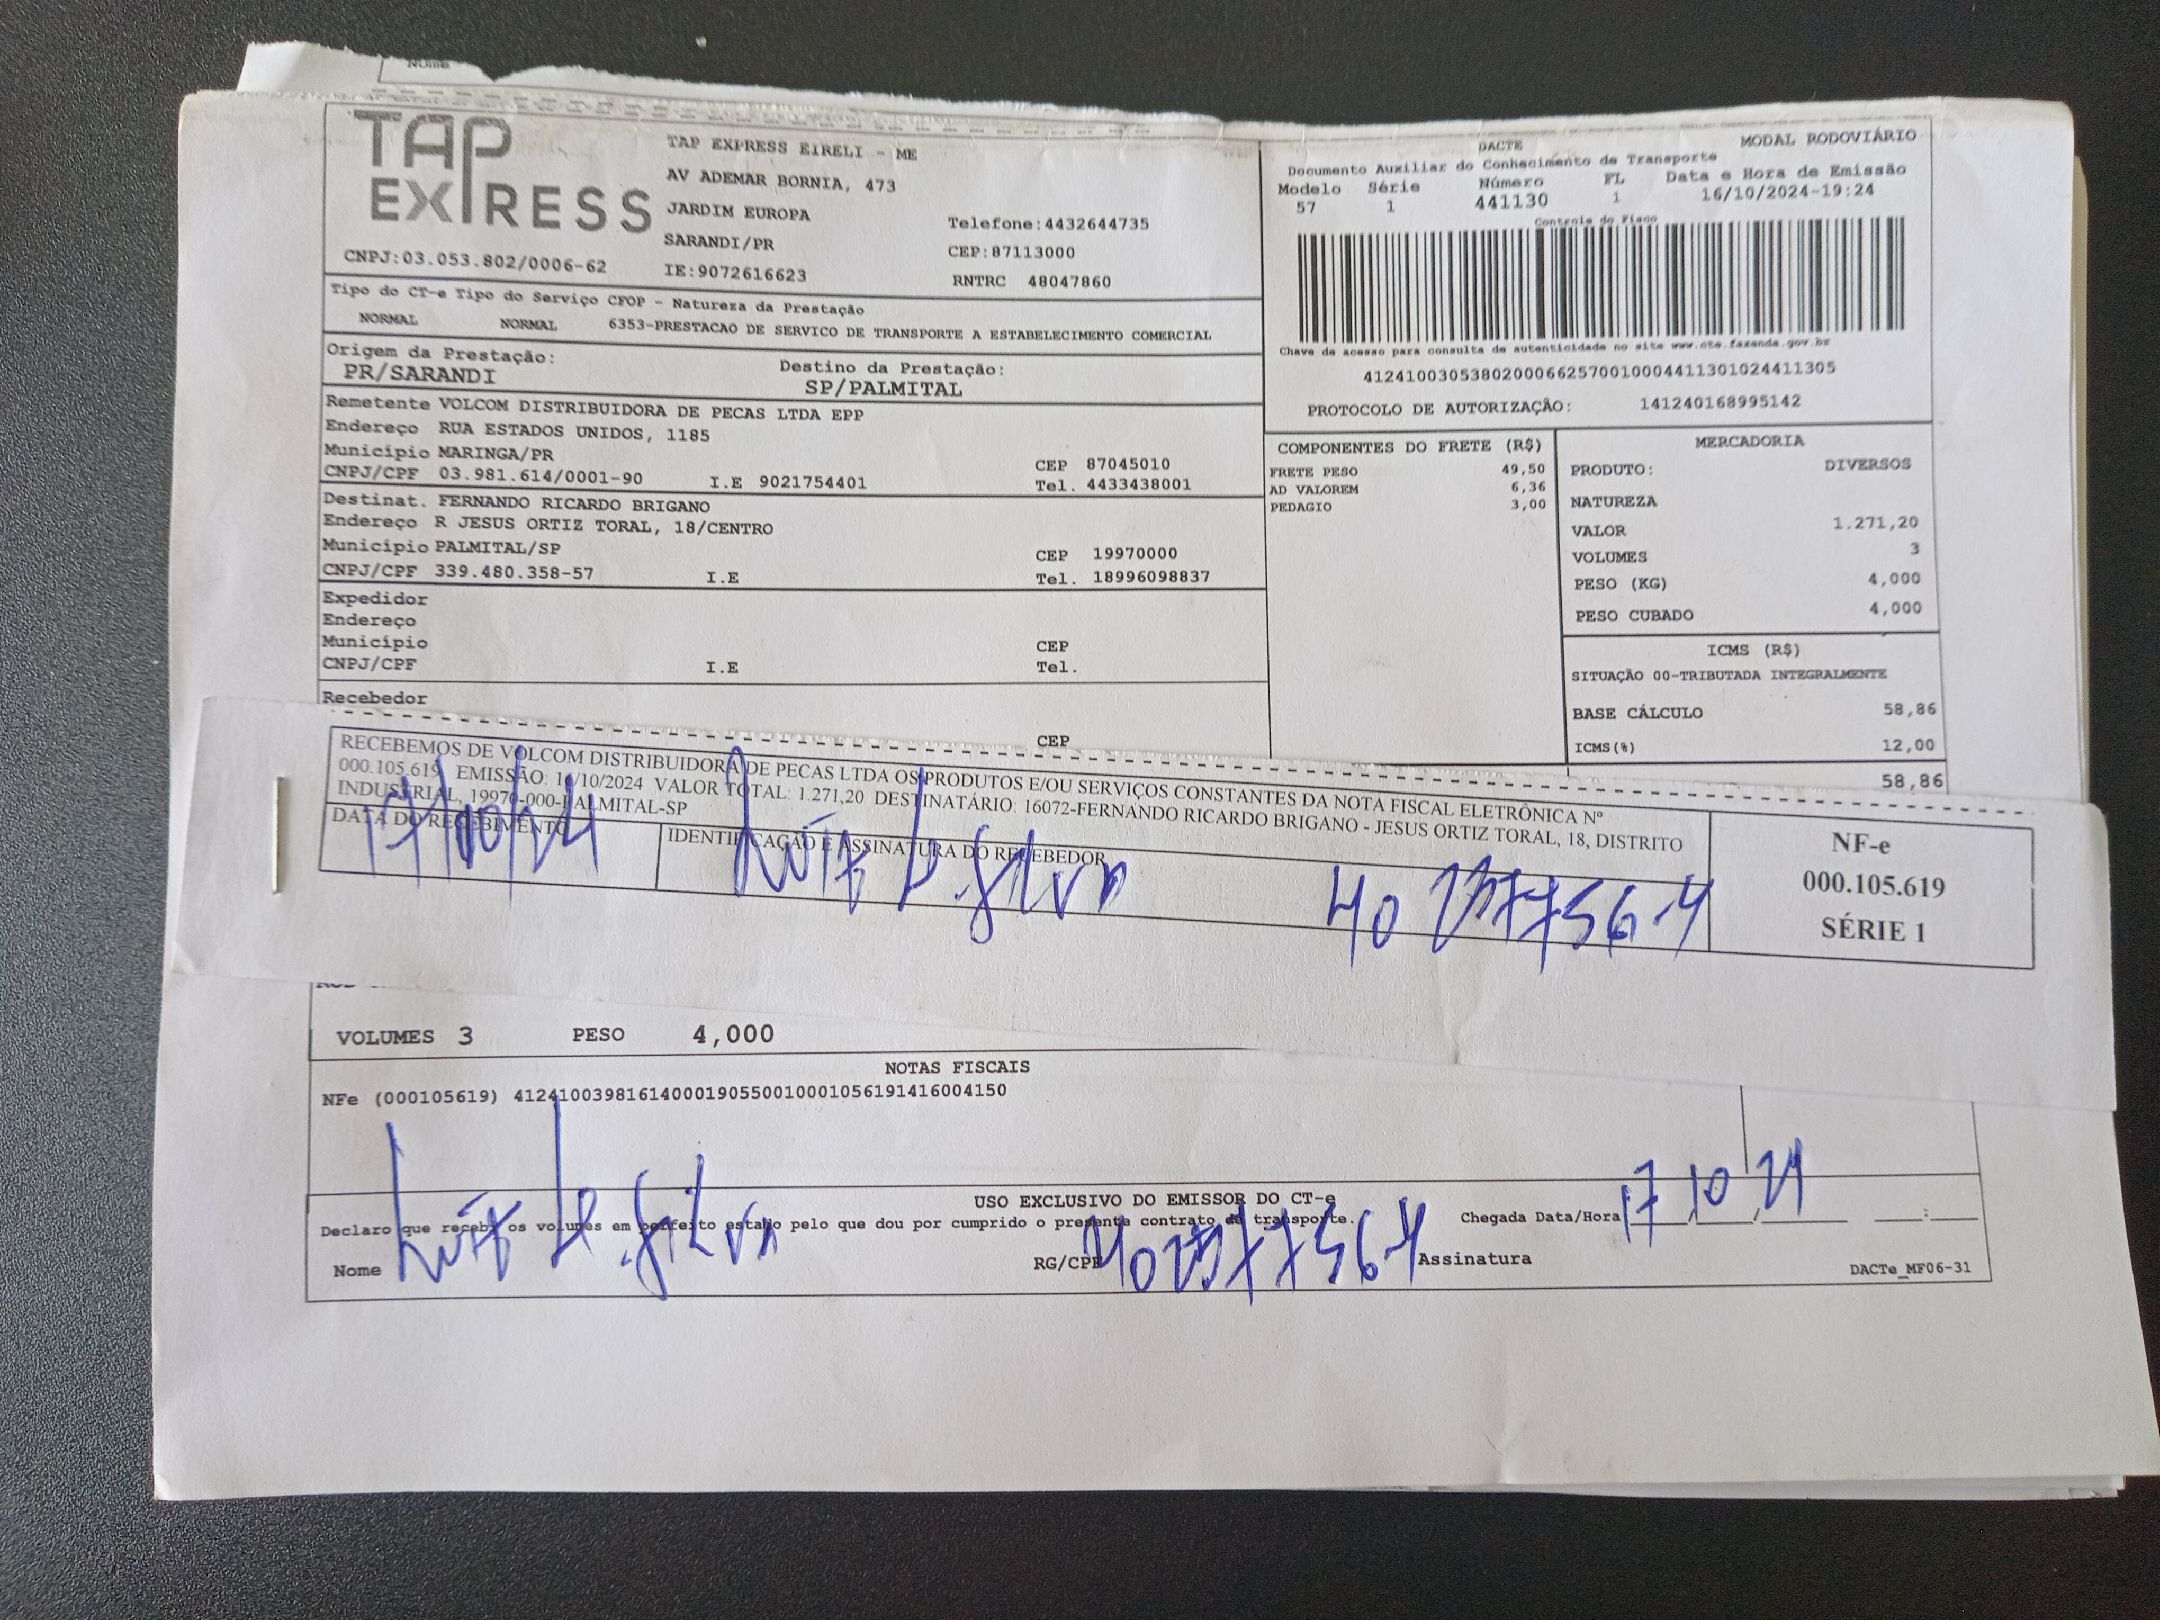 Nome
TAP EXPRESS
TAP EXPRESS EIRELI - ME
AV ADEMAR BORNIA, 473
JARDIM EUROPA
Telefone:4432644735
SARANDI/PR
CEP:87113000
CNPJ:03.053.802/0006-62
IE:9072616623
RNTRC 48047860
DACTE MODAL RODOVIÁRIO
Documento Auxiliar do Conhecimento de Transporte
Modelo Série Número FL Data e Hora de Emissão
57 1 441130 1 16/10/2024-19:24
Controle do Fisco
Chave de acesso para consulta de autenticidade no site www.cte.fazenda.gov.br
41241003053802000662570010004411301024411305
PROTOCOLO DE AUTORIZAÇÃO: 141240168995142
Tipo do CT-e Tipo do Serviço CFOP - Natureza da Prestação
NORMAL NORMAL 6353-PRESTACAO DE SERVICO DE TRANSPORTE A ESTABELECIMENTO COMERCIAL
Origem da Prestação: Destino da Prestação:
PR/SARANDI SP/PALMITAL
Remetente VOLCOM DISTRIBUIDORA DE PECAS LTDA EPP
Endereço RUA ESTADOS UNIDOS, 1185
Município MARINGA/PR CEP 87045010
CNPJ/CPF 03.981.614/0001-90 I.E 9021754401 Tel. 4433438001
Destinat. FERNANDO RICARDO BRIGANO
Endereço R JESUS ORTIZ TORAL, 18/CENTRO
Município PALMITAL/SP CEP 19970000
CNPJ/CPF 339.480.358-57 I.E Tel. 18996098837
Expedidor
Endereço
Município CEP
CNPJ/CPF I.E Tel.
Recebedor
CEP
COMPONENTES DO FRETE (R$)
FRETE PESO 49,50
AD VALOREM 6,36
PEDAGIO 3,00
MERCADORIA
PRODUTO: DIVERSOS
NATUREZA
VALOR 1.271,20
VOLUMES 3
PESO (KG) 4,000
PESO CUBADO 4,000
ICMS (R$)
SITUAÇÃO 00-TRIBUTADA INTEGRALMENTE
BASE CÁLCULO 58,86
ICMS(%) 12,00
58,86
RECEBEMOS DE VOLCOM DISTRIBUIDORA DE PECAS LTDA OS PRODUTOS E/OU SERVIÇOS CONSTANTES DA NOTA FISCAL ELETRÔNICA Nº
000.105.619 EMISSÃO: 16/10/2024 VALOR TOTAL: 1.271,20 DESTINATÁRIO: 16072-FERNANDO RICARDO BRIGANO - JESUS ORTIZ TORAL, 18, DISTRITO
INDUSTRIAL, 19970-000-PALMITAL-SP
DATA DO RECEBIMENTO IDENTIFICAÇÃO E ASSINATURA DO RECEBEDOR
17/10/24
NF-e
000.105.619
SÉRIE 1
VOLUMES 3 PESO 4,000
NOTAS FISCAIS
NFe (000105619) 41241003981614000190550010001056191416004150
USO EXCLUSIVO DO EMISSOR DO CT-e
Declaro que recebi os volumes em perfeito estado pelo que dou por cumprido o presente contrato de transporte. Chegada Data/Hora 17 10 24
Nome RG/CPF Assinatura
DACTe_MF06-31